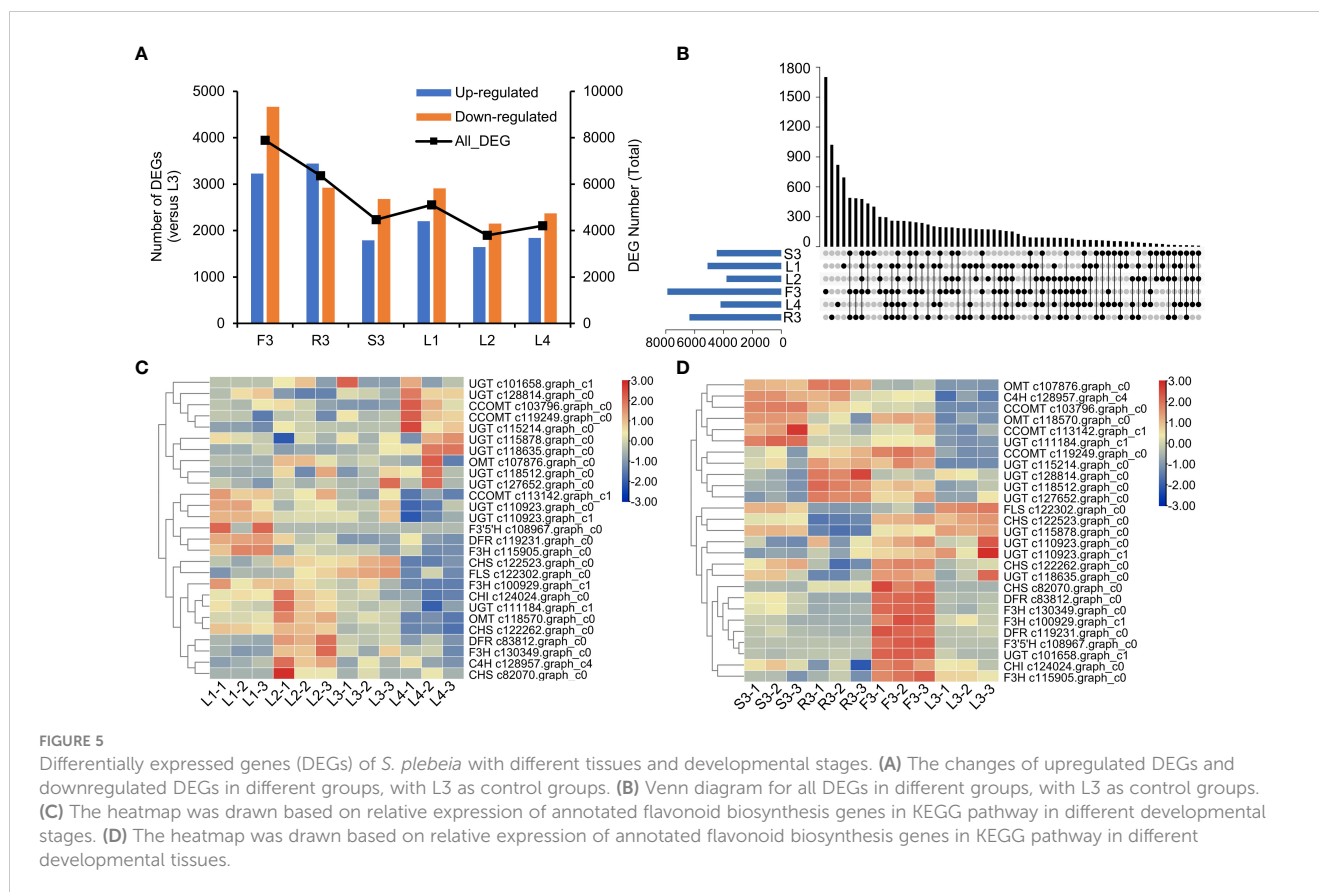 A
B
5000
4000
3000
2000
1000
0
Number of DEGs
(versus L3)
Up-regulated
Down-regulated
All_DEG
10000
8000
6000
4000
2000
0
DEG Number (Total)
F3 R3 S3 L1 L2 L4
1800
1500
1200
900
600
300
0
S3
L1
L2
F3
L4
R3
8000 6000 4000 2000 0
C
UGT c101658.graph_c1
UGT c128814.graph_c0
CCOMT c103796.graph_c0
CCOMT c119249.graph_c0
UGT c115214.graph_c0
UGT c115878.graph_c0
UGT c118635.graph_c0
OMT c107876.graph_c0
UGT c118512.graph_c0
UGT c127652.graph_c0
CCOMT c113142.graph_c1
UGT c110923.graph_c0
UGT c110923.graph_c1
F3'5'H c108967.graph_c0
DFR c119231.graph_c0
F3H c115905.graph_c0
CHS c122523.graph_c0
FLS c122302.graph_c0
F3H c100929.graph_c1
CHI c124024.graph_c0
UGT c111184.graph_c1
OMT c118570.graph_c0
CHS c122262.graph_c0
DFR c83812.graph_c0
F3H c130349.graph_c0
C4H c128957.graph_c4
CHS c82070.graph_c0
L1-1 L1-2 L1-3 L2-1 L2-2 L2-3 L3-1 L3-2 L3-3 L4-1 L4-2 L4-3
3.00
2.00
1.00
0.00
-1.00
-2.00
-3.00
D
OMT c107876.graph_c0
C4H c128957.graph_c4
CCOMT c103796.graph_c0
OMT c118570.graph_c0
CCOMT c113142.graph_c1
UGT c111184.graph_c1
CCOMT c119249.graph_c0
UGT c115214.graph_c0
UGT c128814.graph_c0
UGT c118512.graph_c0
UGT c127652.graph_c0
FLS c122302.graph_c0
CHS c122523.graph_c0
UGT c115878.graph_c0
UGT c110923.graph_c0
UGT c110923.graph_c1
CHS c122262.graph_c0
UGT c118635.graph_c0
CHS c82070.graph_c0
DFR c83812.graph_c0
F3H c130349.graph_c0
F3H c100929.graph_c1
DFR c119231.graph_c0
F3'5'H c108967.graph_c0
UGT c101658.graph_c1
CHI c124024.graph_c0
F3H c115905.graph_c0
S3-1 S3-2 S3-3 R3-1 R3-2 R3-3 F3-1 F3-2 F3-3 L3-1 L3-2 L3-3
3.00
2.00
1.00
0.00
-1.00
-2.00
-3.00
FIGURE 5
Differentially expressed genes (DEGs) of S. plebeia with different tissues and developmental stages. (A) The changes of upregulated DEGs and
downregulated DEGs in different groups, with L3 as control groups. (B) Venn diagram for all DEGs in different groups, with L3 as control groups.
(C) The heatmap was drawn based on relative expression of annotated flavonoid biosynthesis genes in KEGG pathway in different developmental
stages. (D) The heatmap was drawn based on relative expression of annotated flavonoid biosynthesis genes in KEGG pathway in different
developmental tissues.